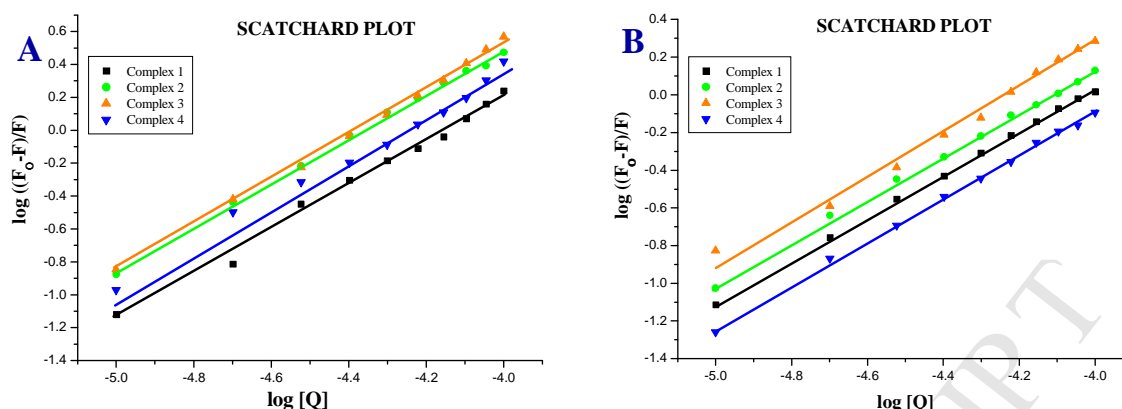 A
SCATCHARD PLOT
Complex 1
Complex 2
Complex 3
Complex 4
log ((Fo-F)/F)
0.6
0.4
0.2
0.0
-0.2
-0.4
-0.6
-0.8
-1.0
-1.2
-1.4
-5.0
-4.8
-4.6
-4.4
-4.2
-4.0
log [Q]
B
SCATCHARD PLOT
Complex 1
Complex 2
Complex 3
Complex 4
log ((Fo-F)/F)
0.4
0.2
0.0
-0.2
-0.4
-0.6
-0.8
-1.0
-1.2
-1.4
-5.0
-4.8
-4.6
-4.4
-4.2
-4.0
log [Q]